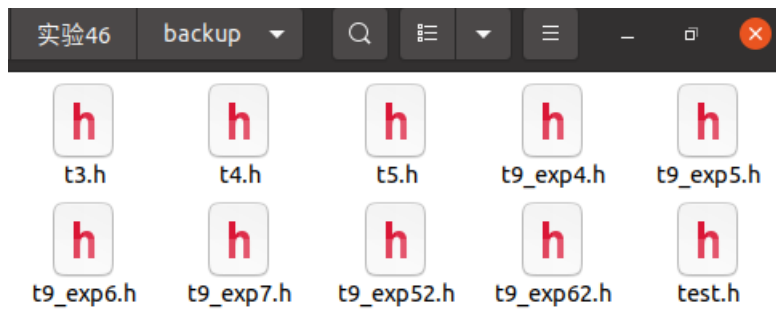 实验46 backup
h h h h h
t3.h t4.h t5.h t9_exp4.h t9_exp5.h
h h h h h
t9_exp6.h t9_exp7.h t9_exp52.h t9_exp62.h test.h